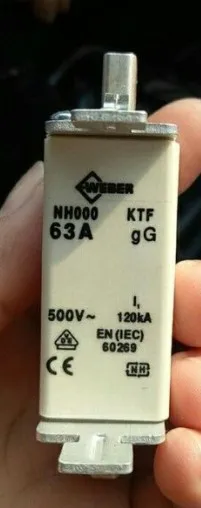 WEBER
NH000 KTF
63A gG
500V~ I₁ 120kA
EN (IEC)
60269
CE NH